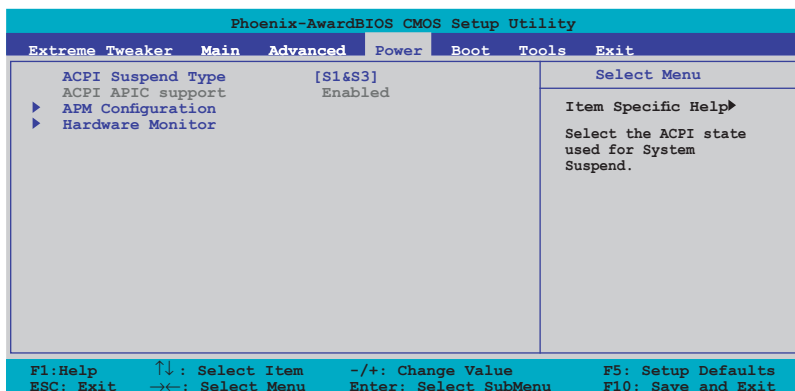 Phoenix-AwardBIOS CMOS Setup Utility
Extreme Tweaker Main Advanced Power Boot Tools Exit
ACPI Suspend Type [S1&S3]
ACPI APIC support Enabled
APM Configuration
Hardware Monitor
Select Menu
Item Specific Help
Select the ACPI state
used for System
Suspend.
F1:Help ↑↓ : Select Item -/+: Change Value F5: Setup Defaults
ESC: Exit →←: Select Menu Enter: Select SubMenu F10: Save and Exit